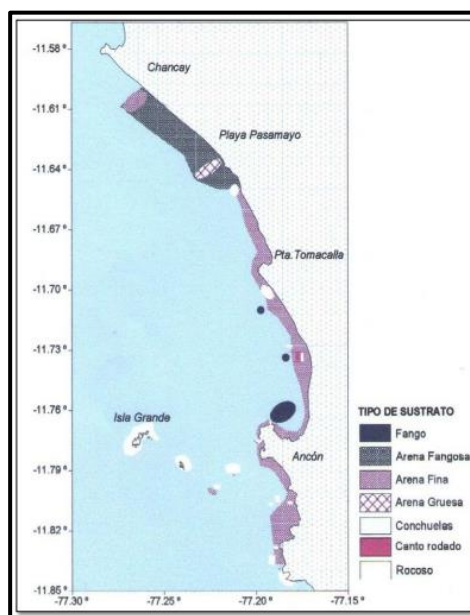 -11.58 °
Chancay
-11.61 °
Playa Pasamayo
-11.64 °
-11.67 °
Pta. Tomacalla
-11.70 °
-11.73 °
-11.76 °
Isla Grande
Ancón
-11.79 °
-11.82 °
-11.85 °
-77.30 °
-77.25 °
-77.20 °
-77.15 °
TIPO DE SUSTRATO
Fango
Arena Fangosa
Arena Fina
Arena Gruesa
Conchuelas
Canto rodado
Rocoso